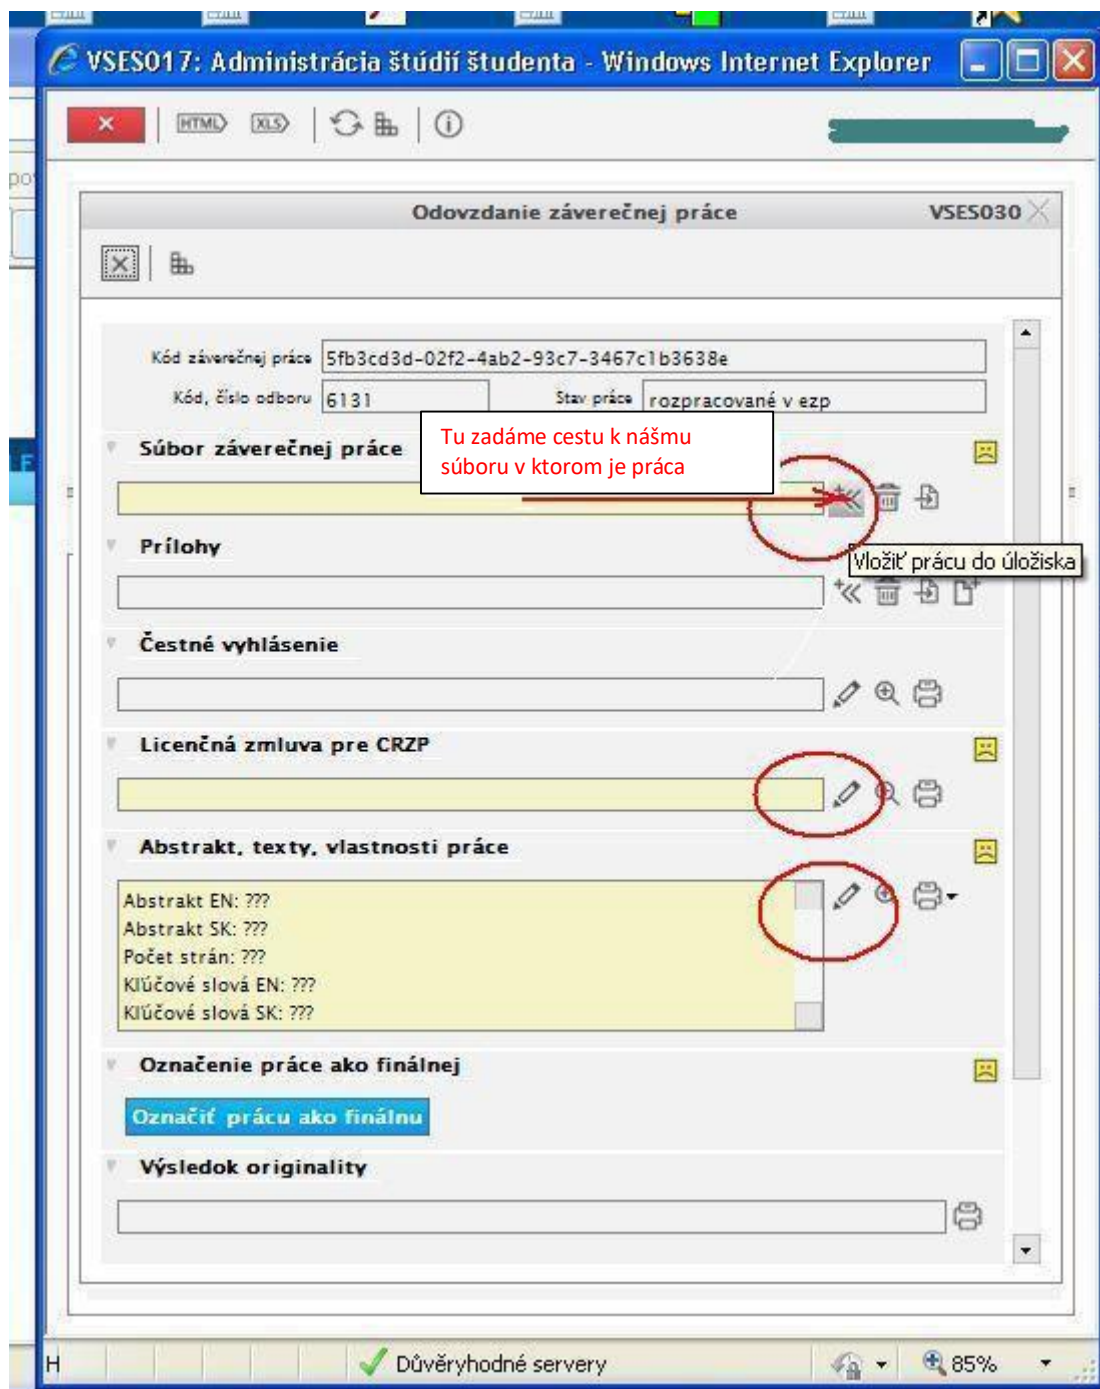 VSES017: Administrácia štúdií študenta - Windows Internet Explorer
HTML XLS
Odovzdanie záverečnej práce VSES030
Kód záverečnej práce 5fb3cd3d-02f2-4ab2-93c7-3467c1b3638e
Kód, číslo odboru 6131 Stav práce rozpracované v ezp
Tu zadáme cestu k nášmu
súboru v ktorom je práca
Súbor záverečnej práce
Vložiť prácu do úložiska
Prílohy
Čestné vyhlásenie
Licenčná zmluva pre CRZP
Abstrakt, texty, vlastnosti práce
Abstrakt EN: ???
Abstrakt SK: ???
Počet strán: ???
Kľúčové slová EN: ???
Kľúčové slová SK: ???
Označenie práce ako finálnej
Označiť prácu ako finálnu
Výsledok originality
H Důvěryhodné servery 85%